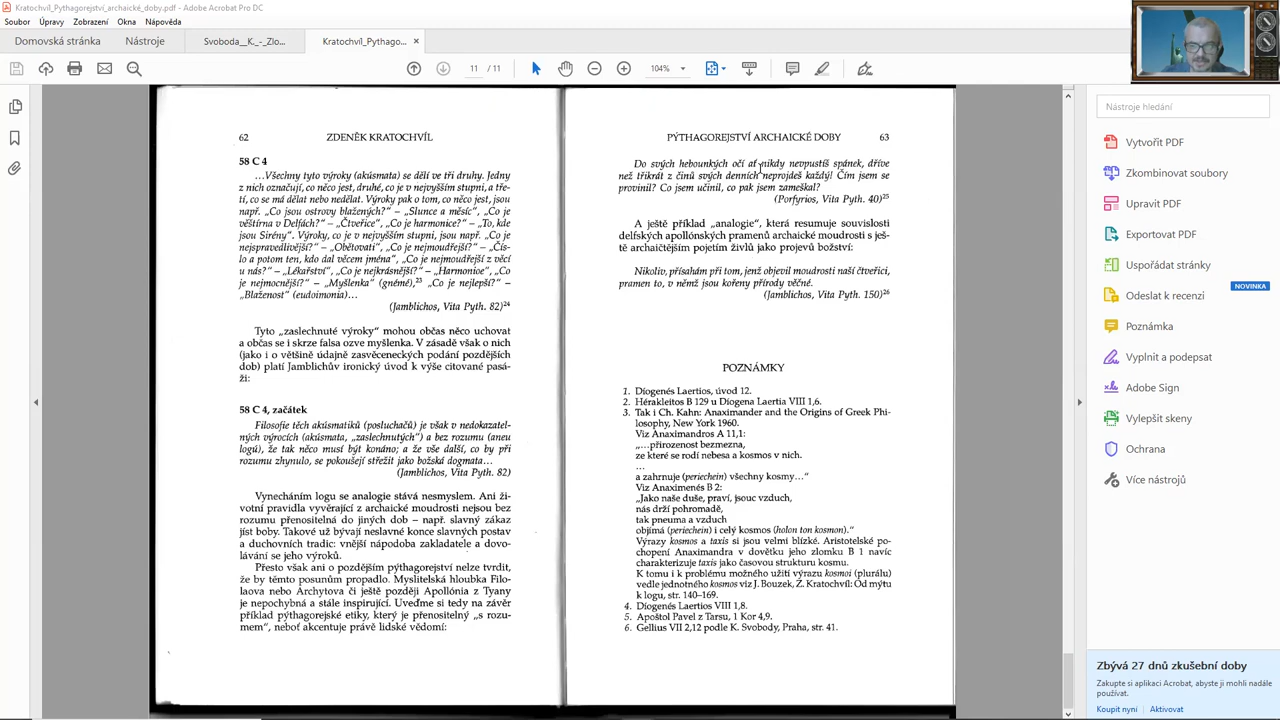 Kratochvíl_Pythagorejství_archaické_doby.pdf - Adobe Acrobat Pro DC
Soubor Úpravy Zobrazení Okna Nápověda
Domovská stránka Nástroje Svoboda__K._-_Zlo... Kratochvíl_Pythago... ×
11 / 11 104%
62 ZDENĚK KRATOCHVÍL
58 C 4
…Všechny tyto výroky (akúsmata) se dělí ve tři druhy. Jedny
z nich označují, co něco jest, druhé, co je v nejvyšším stupni, a tře-
tí, co se má dělat nebo nedělat. Výroky pak o tom, co něco jest, jsou
např. „Co jsou ostrovy blažených?“ – „Slunce a měsíc“, „Co je
věštírna v Delfách?“ – „Čtveřice“, „Co je harmonice?“ – „To, kde
jsou Sirény“. Výroky, co je v nejvyšším stupni, jsou např. „Co je
nejspravedlivější?“ – „Obětovati“, „Co je nejmoudřejší?“ – „Čís-
lo a potom ten, kdo dal věcem jména“, „Co je nejmoudřejší z věcí
u nás?“ – „Lékařství“, „Co je nejkrásnější?“ – „Harmonice“, „Co
je nejmocnější?“ – „Myšlenka“ (gnémé),23 „Co je nejlepší?“ –
„Blaženost“ (eudoimonia)…
(Jamblichos, Vita Pyth. 82)24
Tyto „zaslechnuté výroky“ mohou občas něco uchovat
a občas se i skrze falsa ozve myšlenka. V zásadě však o nich
(jako i o většině údajně zasvěceneckých podání pozdějších
dob) platí Jamblichův ironický úvod k výše citované pasá-
ži:
58 C 4, začátek
Filosofie těch akúsmatiků (posluchačů) je však v nedokazatel-
ných výrocích (akúsmata, „zaslechnutých“) a bez rozumu (aneu
logú), že tak něco musí být konáno; a že vše další, co by při
rozumu zhynulo, se pokoušejí střežit jako božská dogmata…
(Jamblichos, Vita Pyth. 82)
Vynecháním logu se analogie stává nesmyslem. Ani ži-
votní pravidla vyvěrající z archaické moudrosti nejsou bez
rozumu přenositelná do jiných dob – např. slavný zákaz
jíst boby. Takové už bývají neslavné konce slavných postav
a duchovních tradic: vnější nápodoba zakladatele a dovo-
lávání se jeho výroků.
Přesto však ani o pozdějším pýthagorejství nelze tvrdit,
že by těmto posunům propadlo. Myslitelská hloubka Filo-
laova nebo Archytova či ještě později Apollónia z Tyany
je nepochybná a stále inspirující. Uveďme si tedy na závěr
příklad pýthagorejské etiky, který je přenositelný „s rozu-
mem“, neboť akcentuje právě lidské vědomí:
PÝTHAGOREJSTVÍ ARCHAICKÉ DOBY 63
Do svých hebounkých očí ať nikdy nevpustíš spánek, dříve
než třikrát z činů svých denních neprojdeš každý! Čím jsem se
provinil? Co jsem učinil, co pak jsem zameškal?
(Porfyrios, Vita Pyth. 40)25
A ještě příklad „analogie“, která resumuje souvislosti
delfských apollónských pramenů archaické moudrosti s ješ-
tě archaičtějším pojetím živlů jako projevů božství:
Nikoliv, přísahám při tom, jenž objevil moudrosti naší čtveřici,
pramen to, v němž jsou kořeny přírody věčné.
(Jamblichos, Vita Pyth. 150)26
POZNÁMKY
1. Díogenés Laertios, úvod 12.
2. Hérakleitos B 129 u Díogena Laertia VIII 1,6.
3. Tak i Ch. Kahn: Anaximander and the Origins of Greek Phi-
losophy, New York 1960.
Viz Anaximandros A 11,1:
„…přirozenost bezmezna,
ze které se rodí nebesa a kosmos v nich.
…
a zahrnuje (periechein) všechny kosmy…“
Viz Anaximenés B 2:
„Jako naše duše, praví, jsouc vzduch,
nás drží pohromadě,
tak pneuma a vzduch
objímá (periechein) i celý kosmos (holon ton kosmon).“
Výrazy kosmos a taxis si jsou velmi blízké. Aristotelské po-
chopení Anaximandra v dovětku jeho zlomku B 1 navíc
charakterizuje taxis jako časovou strukturu kosmu.
K tomu i k problému možného užití výrazu kosmoi (plurálu)
vedle jednotného kosmos viz J. Bouzek, Z. Kratochvíl: Od mýtu
k logu, str. 140–169.
4. Díogenés Laertios VIII 1,8.
5. Apoštol Pavel z Tarsu, 1 Kor 4,9.
6. Gellius VII 2,12 podle K. Svobody, Praha, str. 41.
Nástroje hledání
Vytvořit PDF
Zkombinovat soubory
Upravit PDF
Exportovat PDF
Uspořádat stránky
NOVINKA
Odeslat k recenzi
Poznámka
Vyplnit a podepsat
Adobe Sign
Vylepšit skeny
Ochrana
Více nástrojů
Zbývá 27 dnů zkušební doby
Zakupte si aplikaci Acrobat, abyste ji mohli nadále
používat.
Koupit nyní Aktivovat